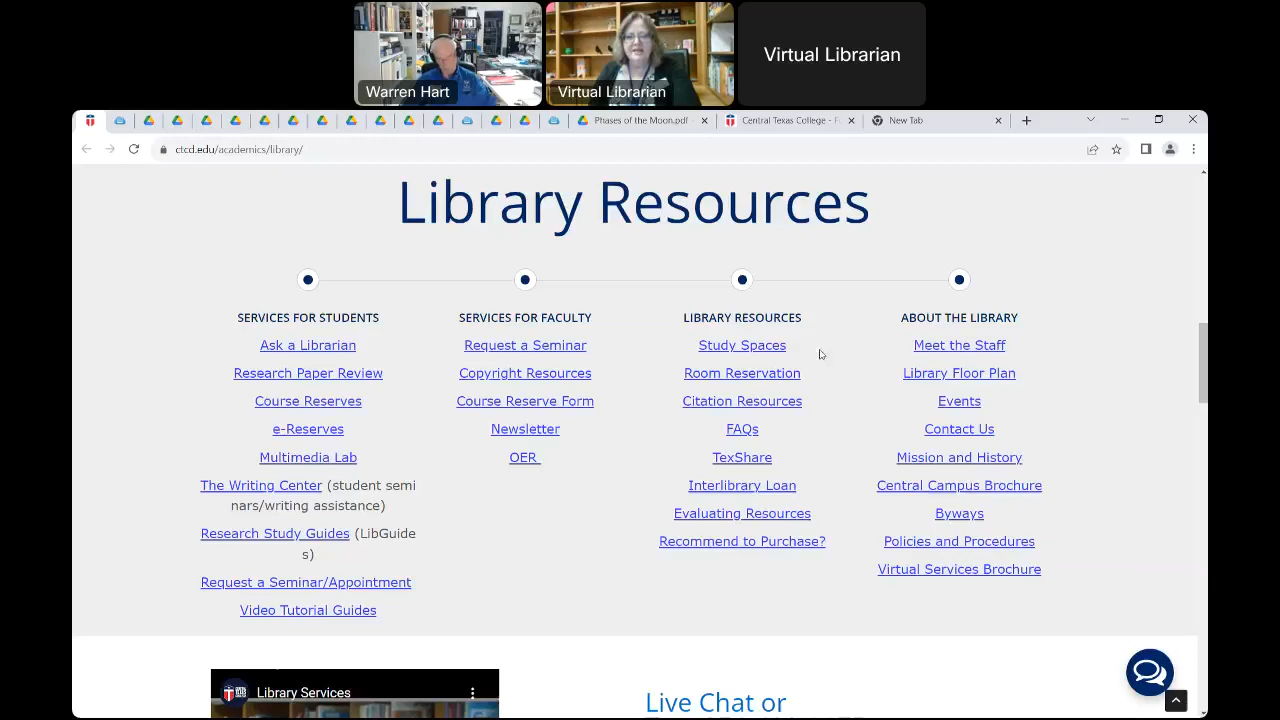 Warren Hart
Virtual Librarian
Virtual Librarian
Phases of the Moon.pdf
Central Texas College - F
New Tab
ctcd.edu/academics/library/
Library Resources
SERVICES FOR STUDENTS
Ask a Librarian
Research Paper Review
Course Reserves
e-Reserves
Multimedia Lab
The Writing Center (student semi
nars/writing assistance)
Research Study Guides (LibGuide
s)
Request a Seminar/Appointment
Video Tutorial Guides
SERVICES FOR FACULTY
Request a Seminar
Copyright Resources
Course Reserve Form
Newsletter
OER
LIBRARY RESOURCES
Study Spaces
Room Reservation
Citation Resources
FAQs
TexShare
Interlibrary Loan
Evaluating Resources
Recommend to Purchase?
ABOUT THE LIBRARY
Meet the Staff
Library Floor Plan
Events
Contact Us
Mission and History
Central Campus Brochure
Byways
Policies and Procedures
Virtual Services Brochure
Library Services
Live Chat or